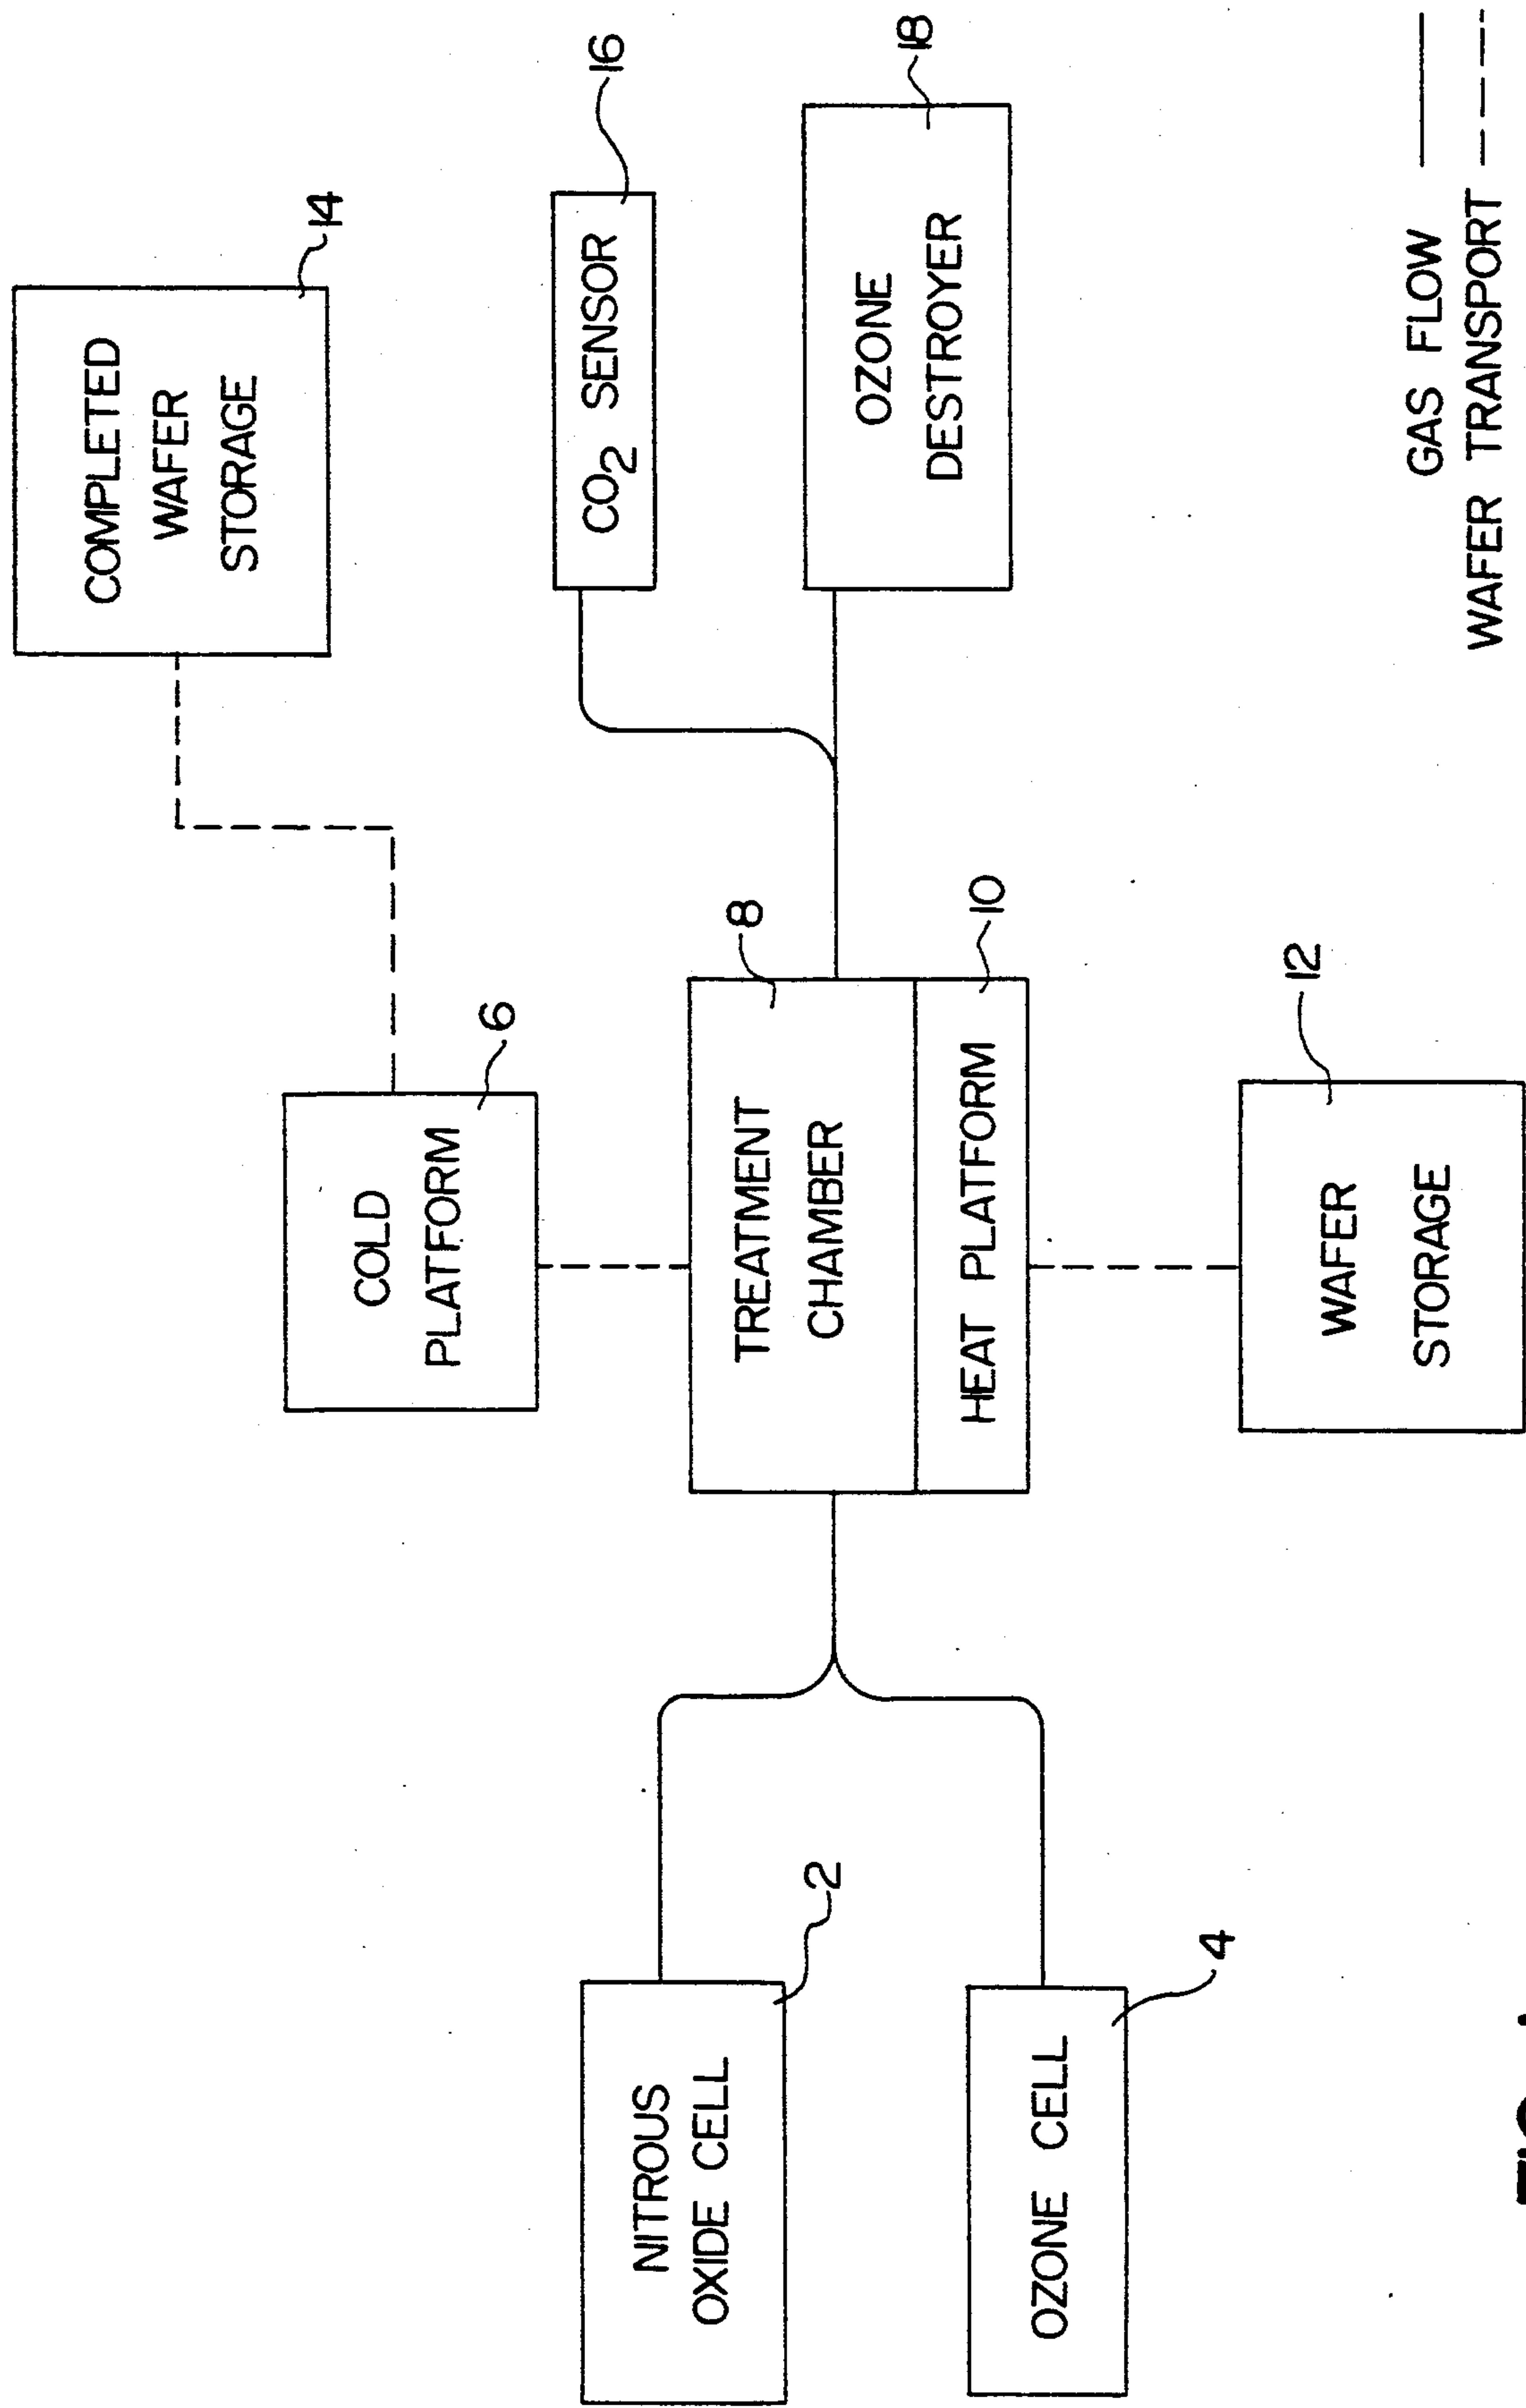 COMPLETED
WAFER
STORAGE
14
COLD
PLATFORM
6
CO2 SENSOR
16
NITROUS
OXIDE CELL
2
TREATMENT
CHAMBER
8
OZONE
DESTROYER
18
HEAT PLATFORM
10
OZONE CELL
4
WAFER
STORAGE
12
GAS FLOW
WAFER TRANSPORT